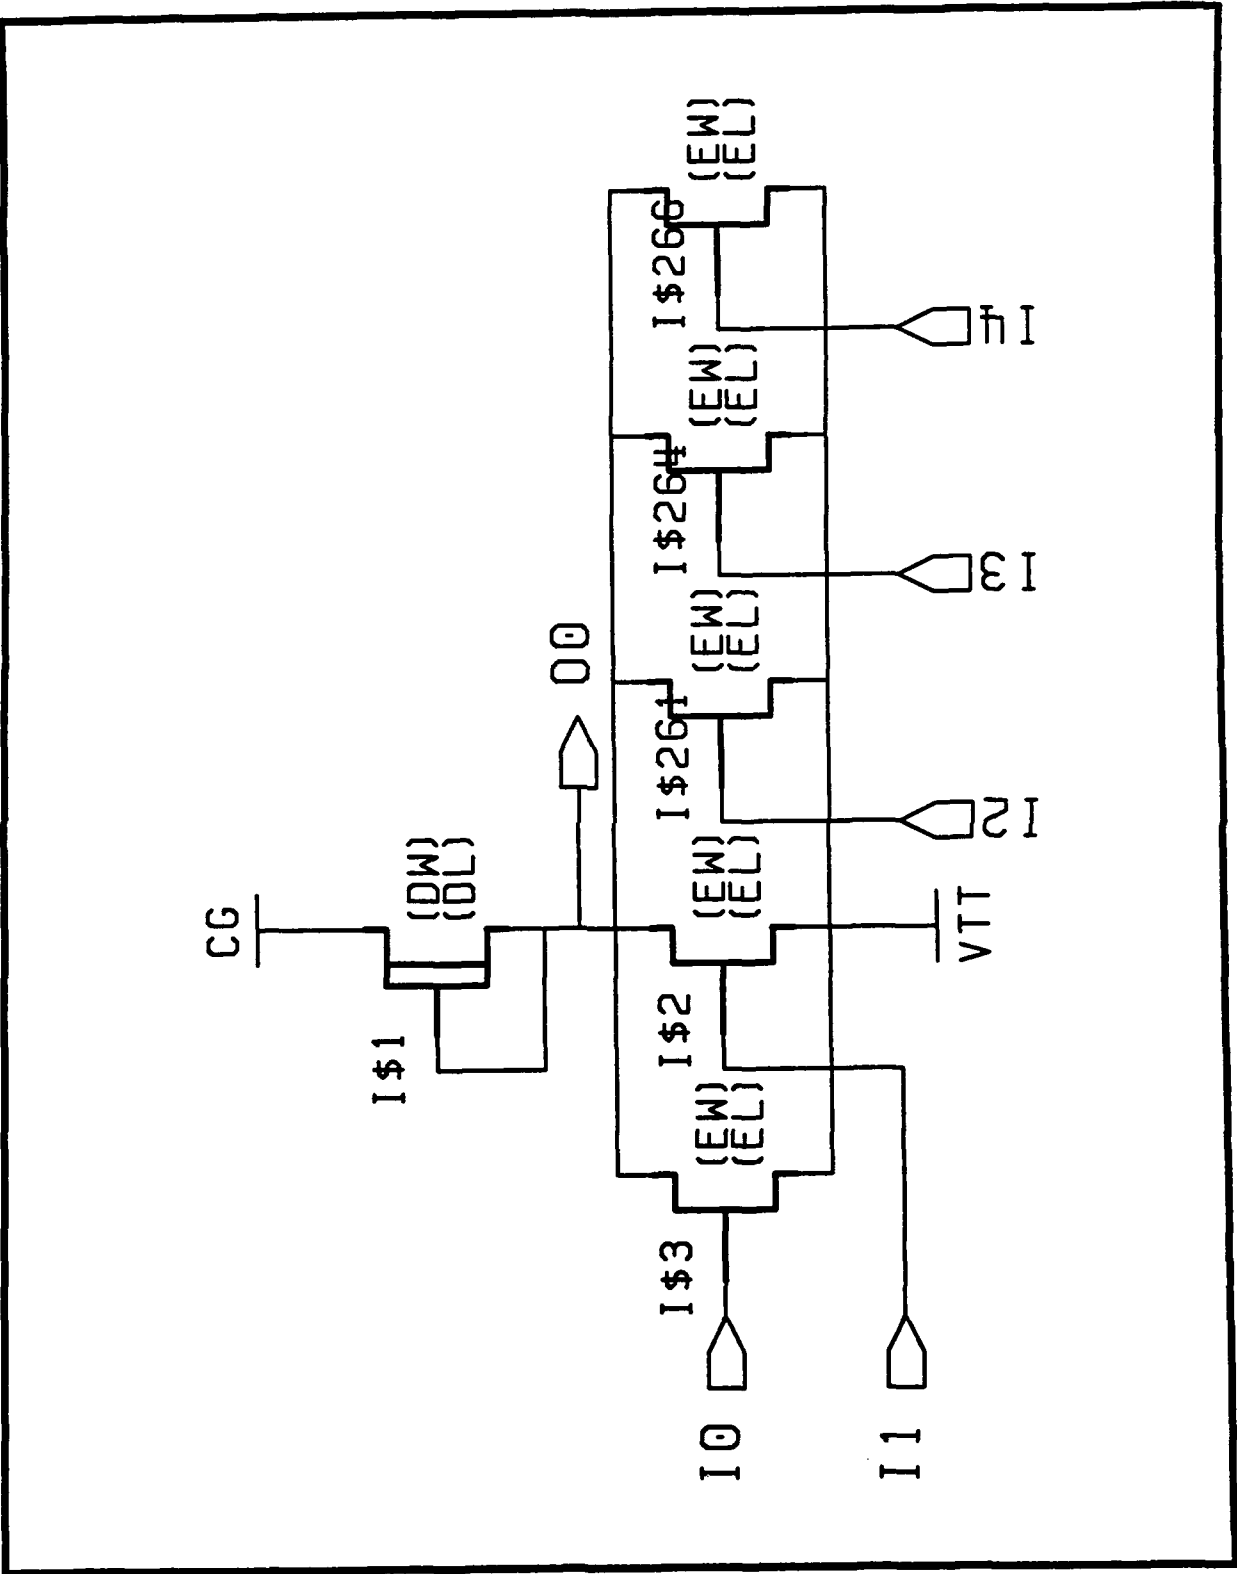 CG
I$1
(DW)
(DL)
O0
I$3
(EW)
(EL)
I$2
(EW)
(EL)
I$261
(EW)
(EL)
I$264
(EW)
(EL)
I$266
(EW)
(EL)
I0
I1
VTT
I2
I3
I4